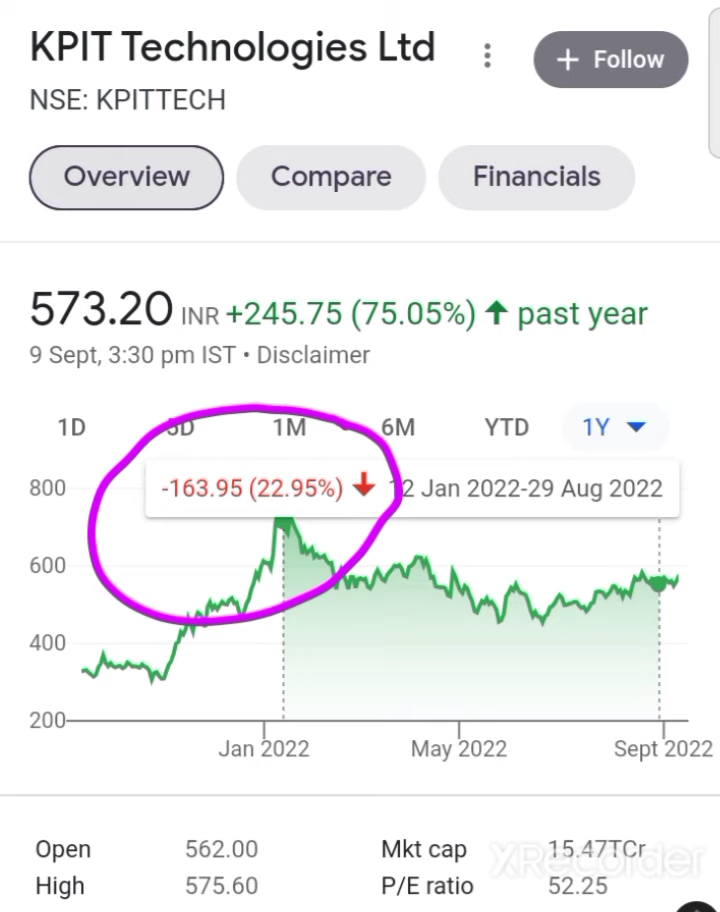 KPIT Technologies Ltd
+ Follow
NSE: KPITTECH
Overview Compare Financials
573.20 INR +245.75 (75.05%) ↑ past year
9 Sept, 3:30 pm IST • Disclaimer
1D 5D 1M 6M YTD 1Y
-163.95 (22.95%) ↓ 12 Jan 2022-29 Aug 2022
800
600
400
200
Jan 2022 May 2022 Sept 2022
Open 562.00 Mkt cap 15.47TCr
High 575.60 P/E ratio 52.25
XRecorder